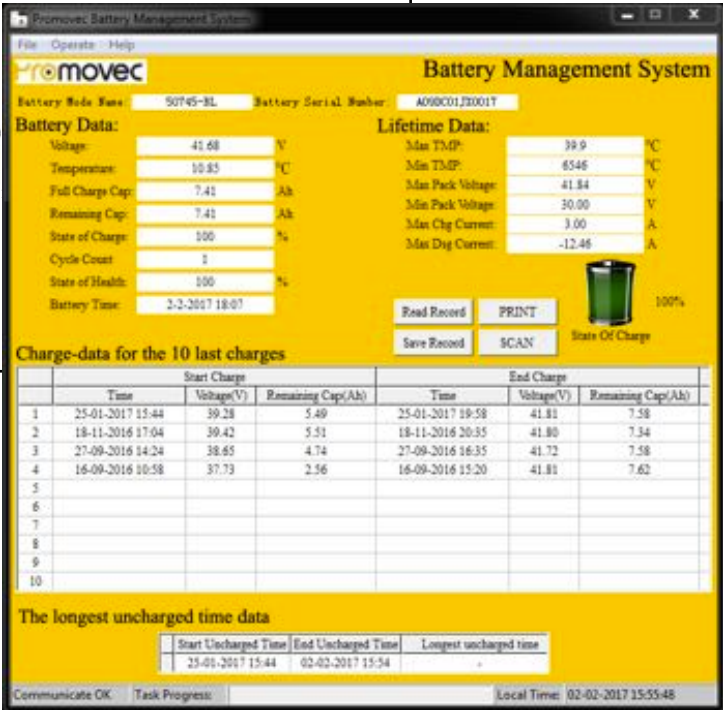 Promovec Battery Management System
File Operate Help
Promovec
Battery Management System
Battery Mode Name: S0745-BL Battery Serial Number: A09DC01JX0017
Battery Data:
Voltage: 41.68 V
Temperature: 10.85 °C
Full Charge Cap: 7.41 Ah
Remaining Cap: 7.41 Ah
State of Charge: 100 %
Cycle Count 1
State of Health: 100 %
Battery Time: 2-2-2017 18:07
Lifetime Data:
Max TMP: 39.9 °C
Min TMP: 6546 °C
Max Pack Voltage: 41.84 V
Min Pack Voltage: 30.00 V
Max Chg Current: 3.00 A
Max Dsg Current: -12.46 A
Read Record PRINT
Save Record SCAN
100%
State Of Charge
Charge-data for the 10 last charges
Start Charge End Charge
Time Voltage(V) Remaining Cap(Ah) Time Voltage(V) Remaining Cap(Ah)
1 25-01-2017 15:44 39.28 5.49 25-01-2017 19:58 41.81 7.58
2 18-11-2016 17:04 39.42 5.51 18-11-2016 20:35 41.80 7.34
3 27-09-2016 14:24 38.65 4.74 27-09-2016 16:35 41.72 7.58
4 16-09-2016 10:58 37.73 2.56 16-09-2016 15:20 41.81 7.62
5
6
7
8
9
10
The longest uncharged time data
Start Uncharged Time End Uncharged Time Longest uncharged time
25-01-2017 15:44 02-02-2017 15:54 -
Communicate OK Task Progress: Local Time: 02-02-2017 15:55:48